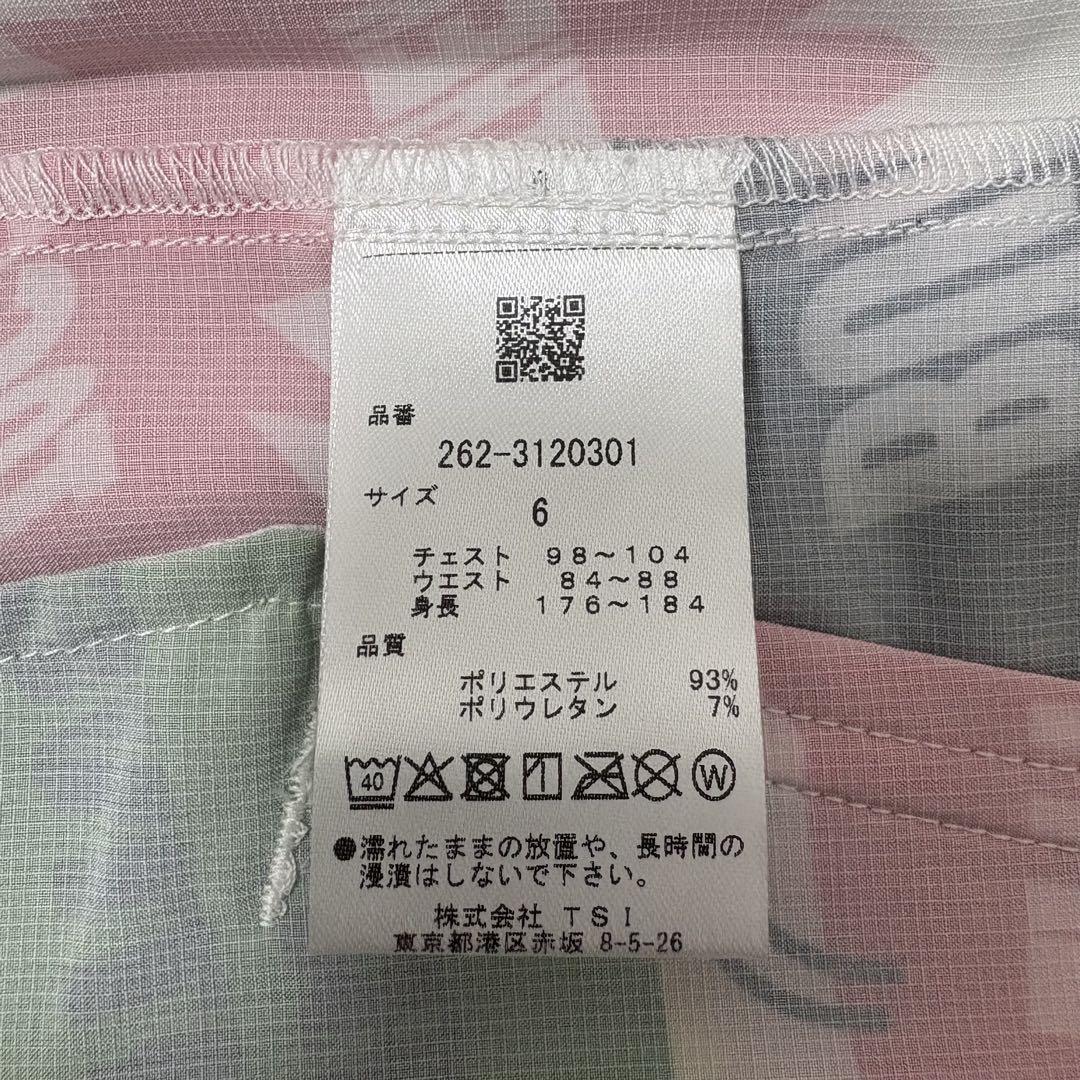 品番
262-3120301
サイズ
6
チェスト 98～104
ウエスト 84～88
身長 176～184
品質
ポリエステル 93%
ポリウレタン 7%
40 W
●濡れたままの放置や、長時間の
浸漬はしないで下さい。
株式会社 TSI
東京都港区赤坂 8-5-26